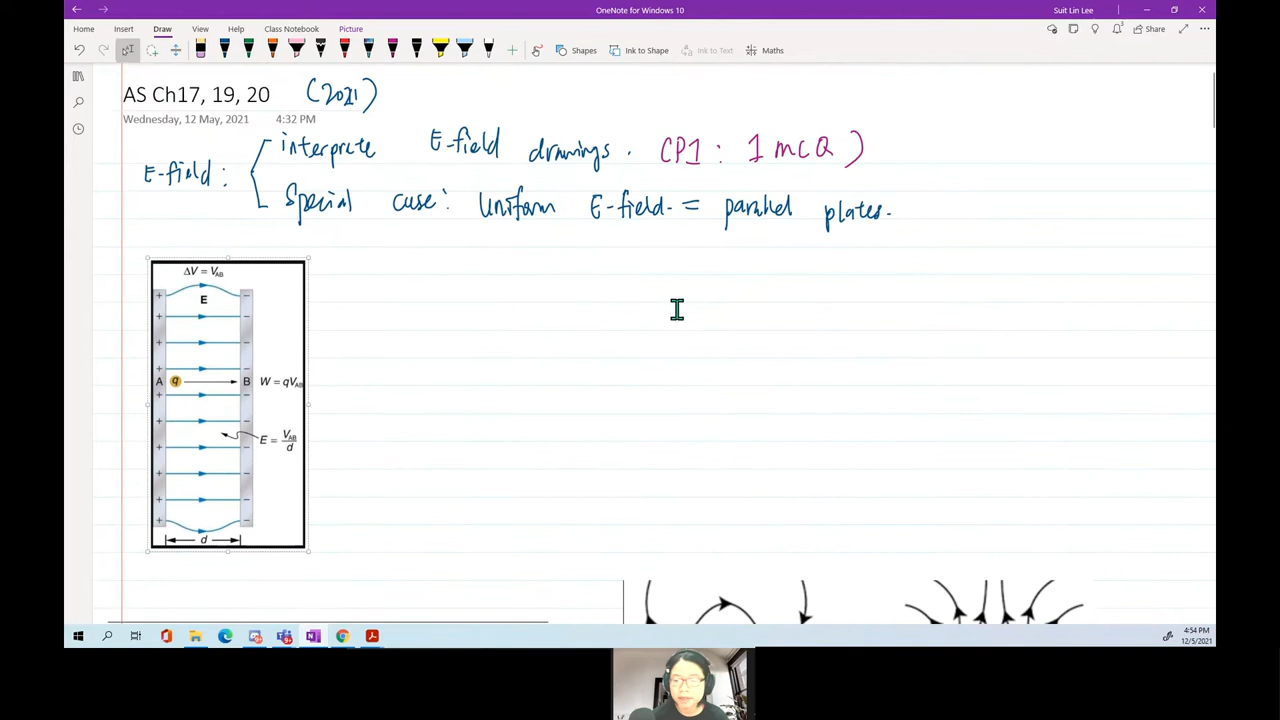 OneNote for Windows 10
Suit Lin Lee
Home Insert Draw View Help Class Notebook Picture
Share
Shapes Ink to Shape Ink to Text Maths
AS Ch17, 19, 20 (2021)
Wednesday, 12 May, 2021 4:32 PM
E-field : interprete E-field drawings. (P1 : 1 mcQ)
Special case: Uniform E-field = parallel plates.
ΔV = VAB
E
A q B W = qVAB
E = VAB/d
d
4:54 PM
12/5/2021